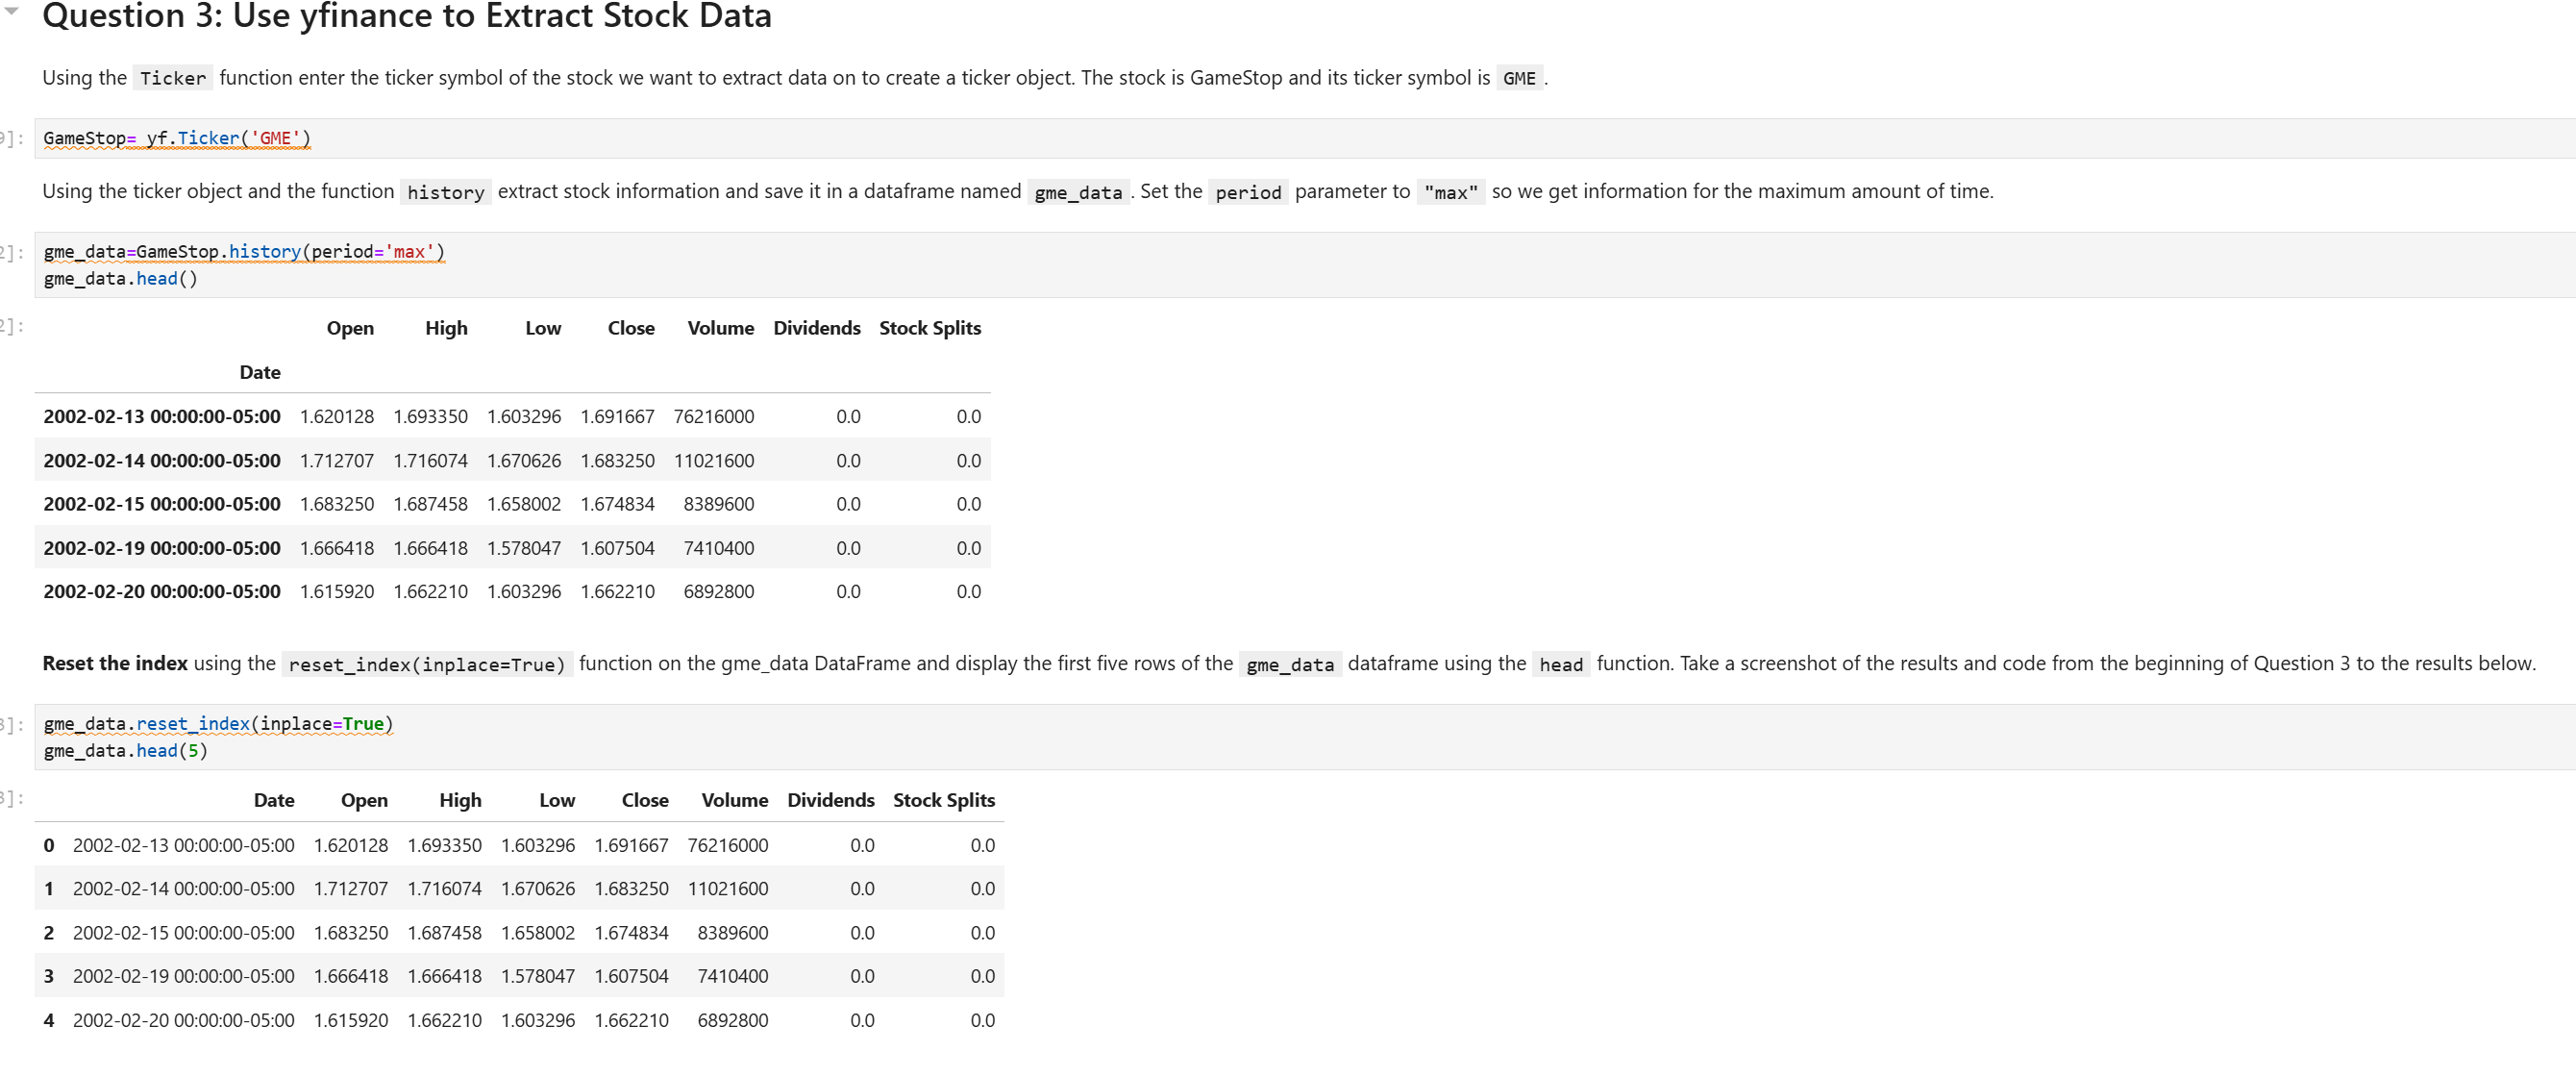 Question 3: Use yfinance to Extract Stock Data
Using the Ticker function enter the ticker symbol of the stock we want to extract data on to create a ticker object. The stock is GameStop and its ticker symbol is GME .
9]: GameStop= yf.Ticker('GME')
Using the ticker object and the function history extract stock information and save it in a dataframe named gme_data . Set the period parameter to "max" so we get information for the maximum amount of time.
2]: gme_data=GameStop.history(period='max')
gme_data.head()
2]: Open High Low Close Volume Dividends Stock Splits
Date
2002-02-13 00:00:00-05:00 1.620128 1.693350 1.603296 1.691667 76216000 0.0 0.0
2002-02-14 00:00:00-05:00 1.712707 1.716074 1.670626 1.683250 11021600 0.0 0.0
2002-02-15 00:00:00-05:00 1.683250 1.687458 1.658002 1.674834 8389600 0.0 0.0
2002-02-19 00:00:00-05:00 1.666418 1.666418 1.578047 1.607504 7410400 0.0 0.0
2002-02-20 00:00:00-05:00 1.615920 1.662210 1.603296 1.662210 6892800 0.0 0.0
Reset the index using the reset_index(inplace=True) function on the gme_data DataFrame and display the first five rows of the gme_data dataframe using the head function. Take a screenshot of the results and code from the beginning of Question 3 to the results below.
3]: gme_data.reset_index(inplace=True)
gme_data.head(5)
3]: Date Open High Low Close Volume Dividends Stock Splits
0 2002-02-13 00:00:00-05:00 1.620128 1.693350 1.603296 1.691667 76216000 0.0 0.0
1 2002-02-14 00:00:00-05:00 1.712707 1.716074 1.670626 1.683250 11021600 0.0 0.0
2 2002-02-15 00:00:00-05:00 1.683250 1.687458 1.658002 1.674834 8389600 0.0 0.0
3 2002-02-19 00:00:00-05:00 1.666418 1.666418 1.578047 1.607504 7410400 0.0 0.0
4 2002-02-20 00:00:00-05:00 1.615920 1.662210 1.603296 1.662210 6892800 0.0 0.0